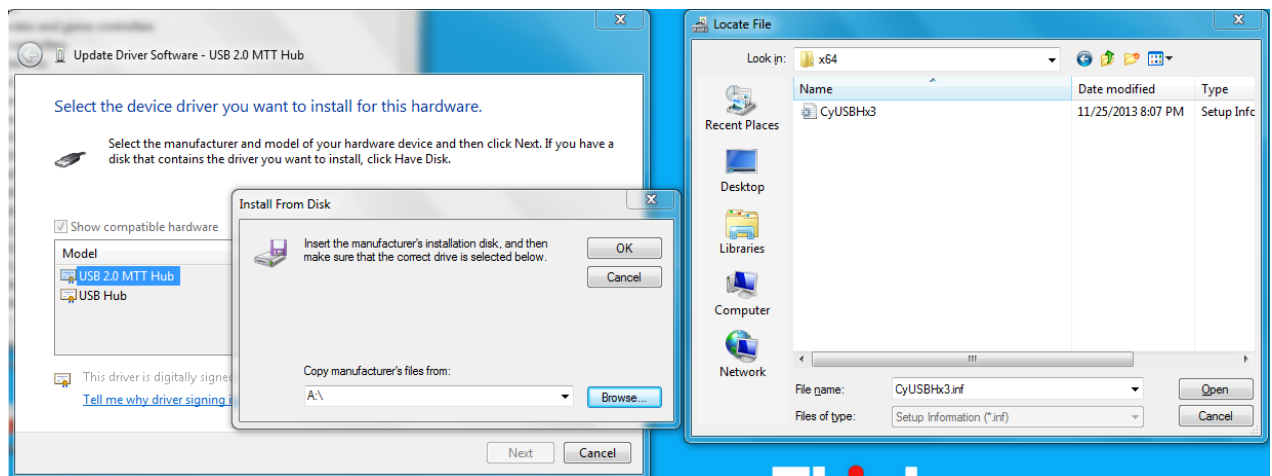 Update Driver Software - USB 2.0 MTT Hub
Select the device driver you want to install for this hardware.
Select the manufacturer and model of your hardware device and then click Next. If you have a
disk that contains the driver you want to install, click Have Disk.
Show compatible hardware
Model
USB 2.0 MTT Hub
USB Hub
This driver is digitally signed
Tell me why driver signing i
Next
Cancel
Install From Disk
Insert the manufacturer's installation disk, and then
make sure that the correct drive is selected below.
OK
Cancel
Copy manufacturer's files from:
A:\
Browse...
Locate File
Look in:
x64
Name
Date modified
Type
CyUSBHx3
11/25/2013 8:07 PM
Setup Infc
Recent Places
Desktop
Libraries
Computer
Network
File name:
CyUSBHx3.inf
Open
Files of type:
Setup Information (*.inf)
Cancel